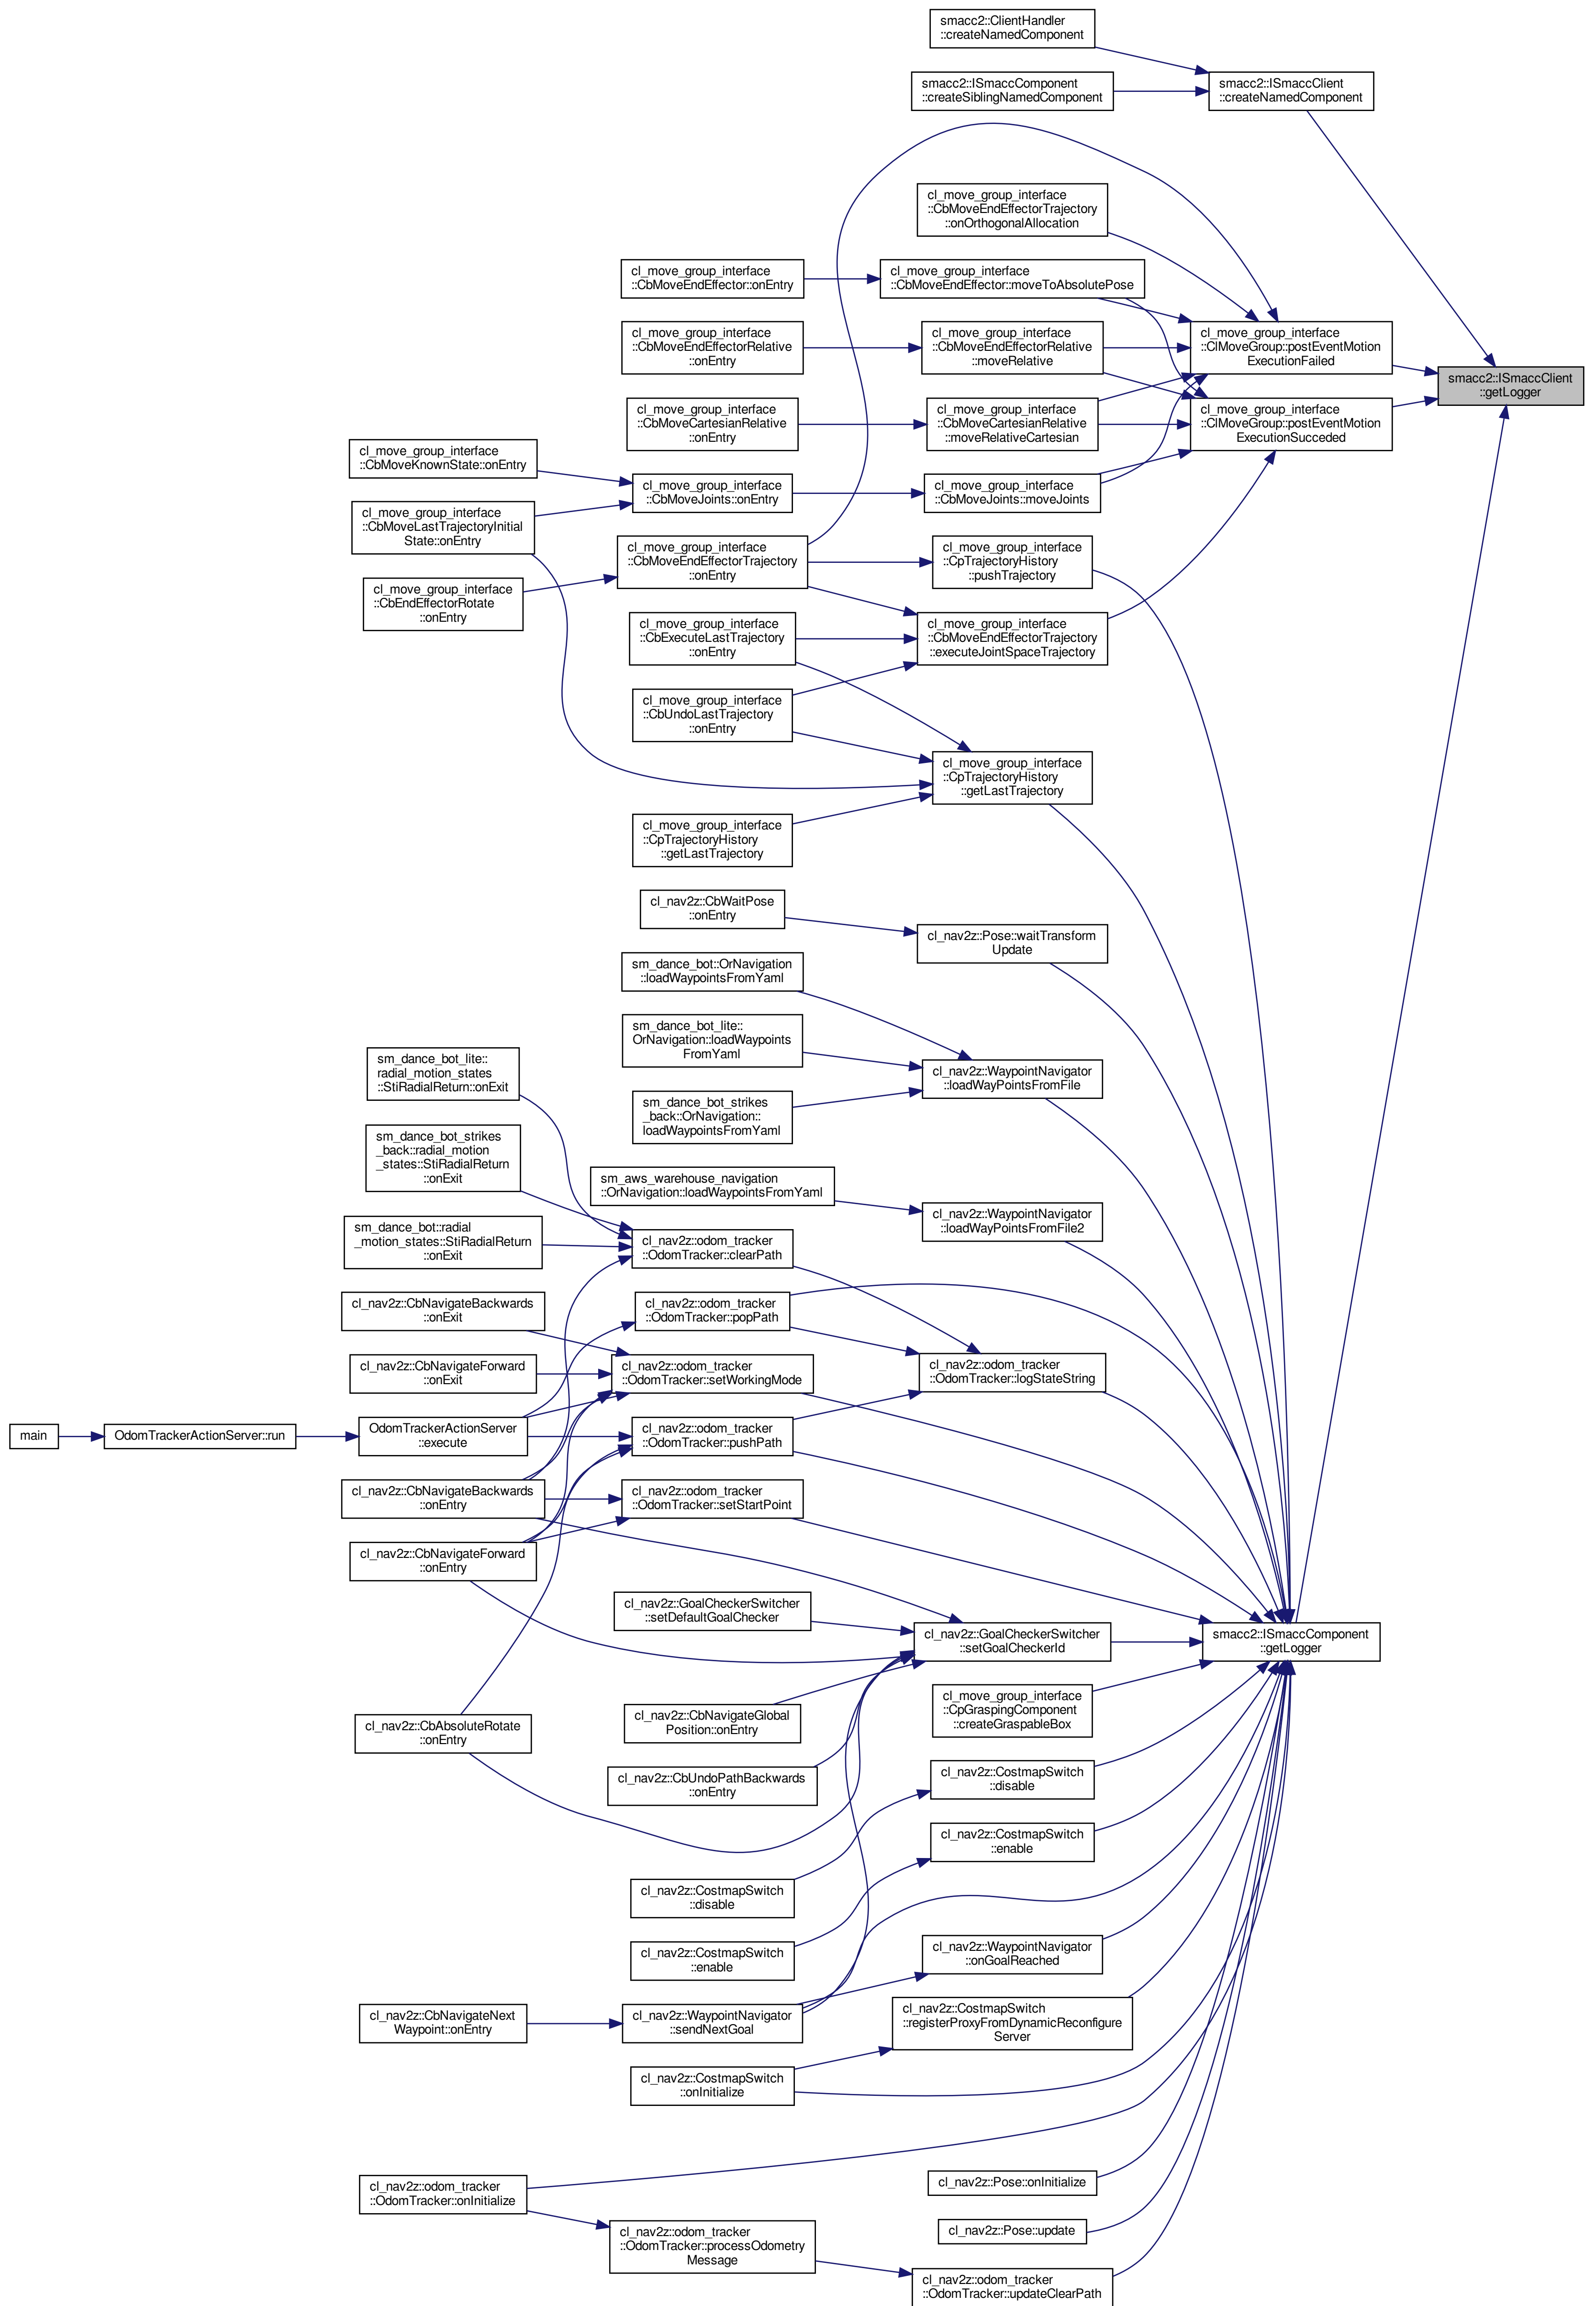 smacc2::ClientHandler
::createNamedComponent
smacc2::ISmaccComponent
::createSiblingNamedComponent
smacc2::ISmaccClient
::createNamedComponent
cl_move_group_interface
::CbMoveEndEffectorTrajectory
::onOrthogonalAllocation
cl_move_group_interface
::CbMoveEndEffector::onEntry
cl_move_group_interface
::CbMoveEndEffector::moveToAbsolutePose
cl_move_group_interface
::CbMoveEndEffectorRelative
::onEntry
cl_move_group_interface
::CbMoveEndEffectorRelative
::moveRelative
cl_move_group_interface
::ClMoveGroup::postEventMotion
ExecutionFailed
smacc2::ISmaccClient
::getLogger
cl_move_group_interface
::CbMoveCartesianRelative
::onEntry
cl_move_group_interface
::CbMoveCartesianRelative
::moveRelativeCartesian
cl_move_group_interface
::ClMoveGroup::postEventMotion
ExecutionSucceded
cl_move_group_interface
::CbMoveKnownState::onEntry
cl_move_group_interface
::CbMoveJoints::onEntry
cl_move_group_interface
::CbMoveJoints::moveJoints
cl_move_group_interface
::CbMoveLastTrajectoryInitial
State::onEntry
cl_move_group_interface
::CbMoveEndEffectorTrajectory
::onEntry
cl_move_group_interface
::CpTrajectoryHistory
::pushTrajectory
cl_move_group_interface
::CbEndEffectorRotate
::onEntry
cl_move_group_interface
::CbExecuteLastTrajectory
::onEntry
cl_move_group_interface
::CbMoveEndEffectorTrajectory
::executeJointSpaceTrajectory
cl_move_group_interface
::CbUndoLastTrajectory
::onEntry
cl_move_group_interface
::CpTrajectoryHistory
::getLastTrajectory
cl_move_group_interface
::CpTrajectoryHistory
::getLastTrajectory
cl_nav2z::CbWaitPose
::onEntry
cl_nav2z::Pose::waitTransform
Update
sm_dance_bot::OrNavigation
::loadWaypointsFromYaml
sm_dance_bot_lite::
OrNavigation::loadWaypoints
FromYaml
cl_nav2z::WaypointNavigator
::loadWayPointsFromFile
sm_dance_bot_lite::
radial_motion_states
::StiRadialReturn::onExit
sm_dance_bot_strikes
_back::OrNavigation::
loadWaypointsFromYaml
sm_dance_bot_strikes
_back::radial_motion
_states::StiRadialReturn
::onExit
sm_aws_warehouse_navigation
::OrNavigation::loadWaypointsFromYaml
cl_nav2z::WaypointNavigator
::loadWayPointsFromFile2
sm_dance_bot::radial
_motion_states::StiRadialReturn
::onExit
cl_nav2z::odom_tracker
::OdomTracker::clearPath
cl_nav2z::CbNavigateBackwards
::onExit
cl_nav2z::odom_tracker
::OdomTracker::popPath
cl_nav2z::CbNavigateForward
::onExit
cl_nav2z::odom_tracker
::OdomTracker::setWorkingMode
cl_nav2z::odom_tracker
::OdomTracker::logStateString
main
OdomTrackerActionServer::run
OdomTrackerActionServer
::execute
cl_nav2z::odom_tracker
::OdomTracker::pushPath
cl_nav2z::CbNavigateBackwards
::onEntry
cl_nav2z::odom_tracker
::OdomTracker::setStartPoint
cl_nav2z::CbNavigateForward
::onEntry
cl_nav2z::GoalCheckerSwitcher
::setDefaultGoalChecker
cl_nav2z::GoalCheckerSwitcher
::setGoalCheckerId
smacc2::ISmaccComponent
::getLogger
cl_nav2z::CbNavigateGlobal
Position::onEntry
cl_move_group_interface
::CpGraspingComponent
::createGraspableBox
cl_nav2z::CbAbsoluteRotate
::onEntry
cl_nav2z::CbUndoPathBackwards
::onEntry
cl_nav2z::CostmapSwitch
::disable
cl_nav2z::CostmapSwitch
::enable
cl_nav2z::CostmapSwitch
::disable
cl_nav2z::CostmapSwitch
::enable
cl_nav2z::WaypointNavigator
::onGoalReached
cl_nav2z::CbNavigateNext
Waypoint::onEntry
cl_nav2z::WaypointNavigator
::sendNextGoal
cl_nav2z::CostmapSwitch
::registerProxyFromDynamicReconfigure
Server
cl_nav2z::CostmapSwitch
::onInitialize
cl_nav2z::Pose::onInitialize
cl_nav2z::odom_tracker
::OdomTracker::onInitialize
cl_nav2z::Pose::update
cl_nav2z::odom_tracker
::OdomTracker::processOdometry
Message
cl_nav2z::odom_tracker
::OdomTracker::updateClearPath